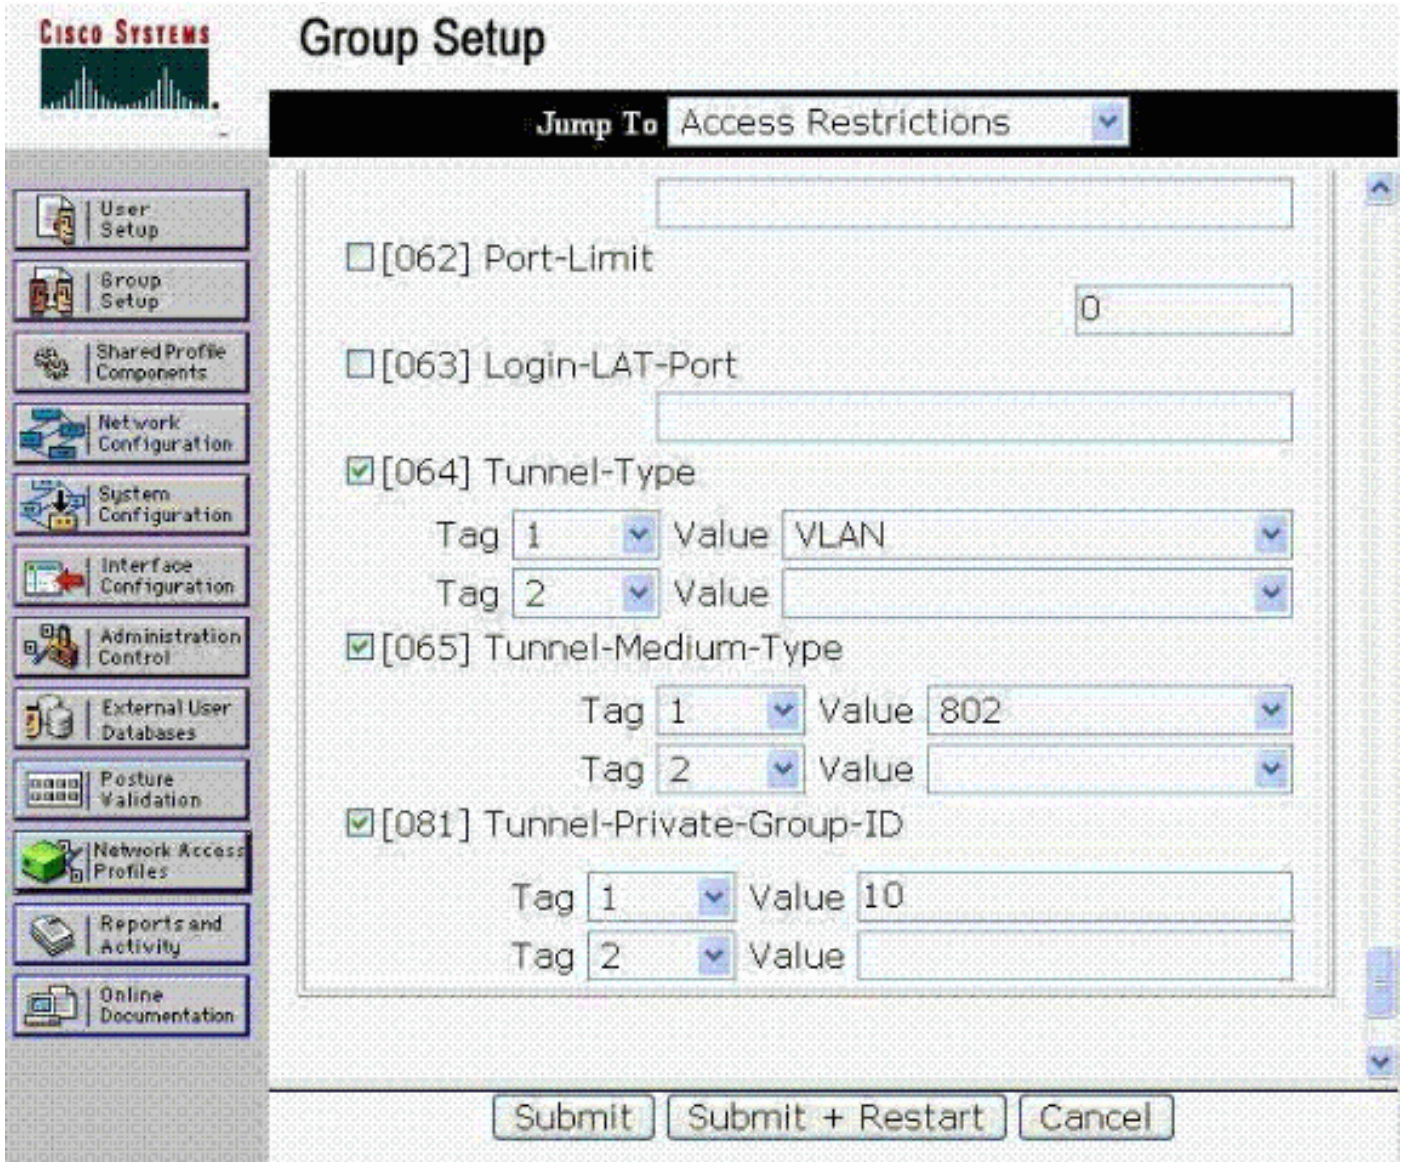 CISCO SYSTEMS
Group Setup
Jump To Access Restrictions
User
Setup
Group
Setup
Shared Profile
Components
Network
Configuration
System
Configuration
Interface
Configuration
Administration
Control
External User
Databases
Posture
Validation
Network Access
Profiles
Reports and
Activity
Online
Documentation
[062] Port-Limit
0
[063] Login-LAT-Port
[064] Tunnel-Type
Tag 1 Value VLAN
Tag 2 Value
[065] Tunnel-Medium-Type
Tag 1 Value 802
Tag 2 Value
[081] Tunnel-Private-Group-ID
Tag 1 Value 10
Tag 2 Value
Submit Submit + Restart Cancel